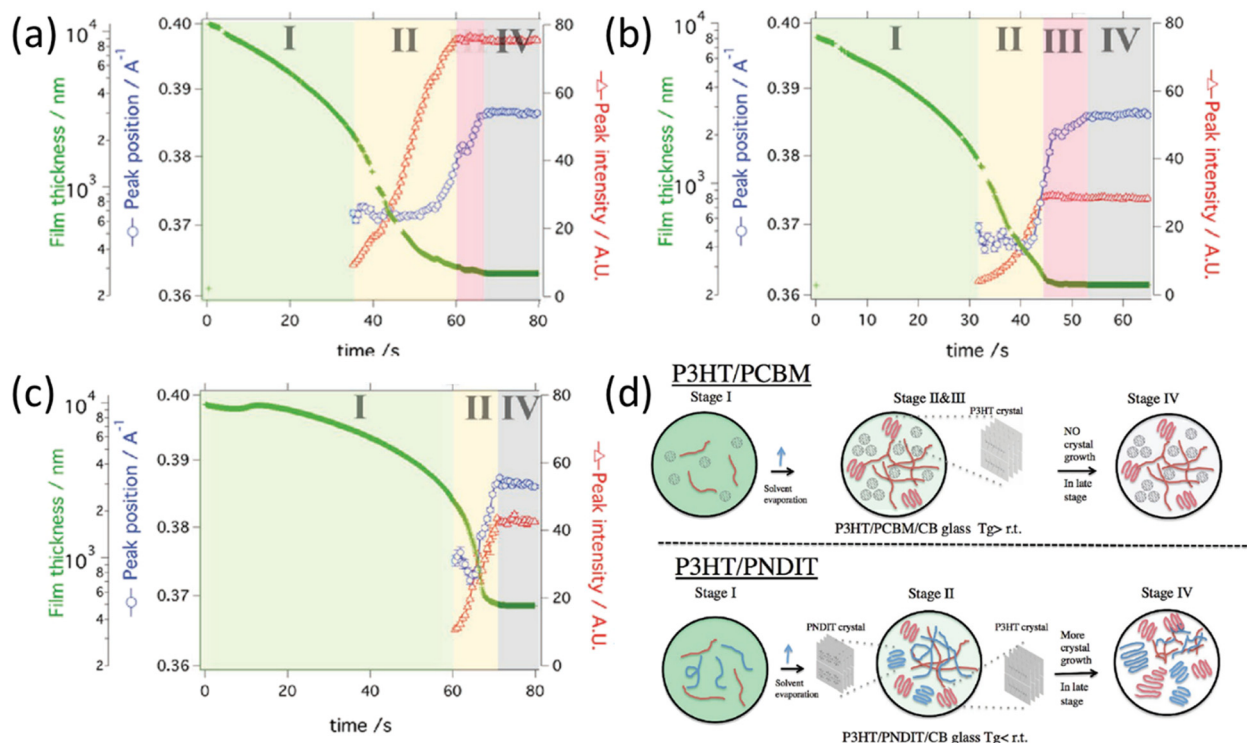 (a)
Film thickness / nm
10⁴
8
6
4
2
10³
8
6
4
2
Peak position / A⁻¹
0.40
0.39
0.38
0.37
0.36
I
II
IV
80
60
40
20
0
Peak intensity / A.U.
0 20 40 60 80
time /s
(b)
Film thickness / nm
10⁴
8
6
4
2
10³
8
6
4
2
Peak position / A⁻¹
0.40
0.39
0.38
0.37
0.36
I
II
III
IV
80
60
40
20
0
Peak intensity / A.U.
0 10 20 30 40 50 60
time /s
(c)
Film thickness / nm
10⁴
8
6
4
2
10³
8
6
4
2
Peak position / A⁻¹
0.40
0.39
0.38
0.37
0.36
I
II
IV
80
60
40
20
0
Peak intensity / A.U.
0 20 40 60 80
time /s
(d)
P3HT/PCBM
Stage I
Stage II&III
Stage IV
P3HT crystal
Solvent
evaporation
NO
crystal
growth
In late
stage
P3HT/PCBM/CB glass Tg> r.t.
P3HT/PNDIT
Stage I
Stage II
Stage IV
PNDIT crystal
P3HT crystal
Solvent
evaporation
More
crystal
growth
In late
stage
P3HT/PNDIT/CB glass Tg< r.t.